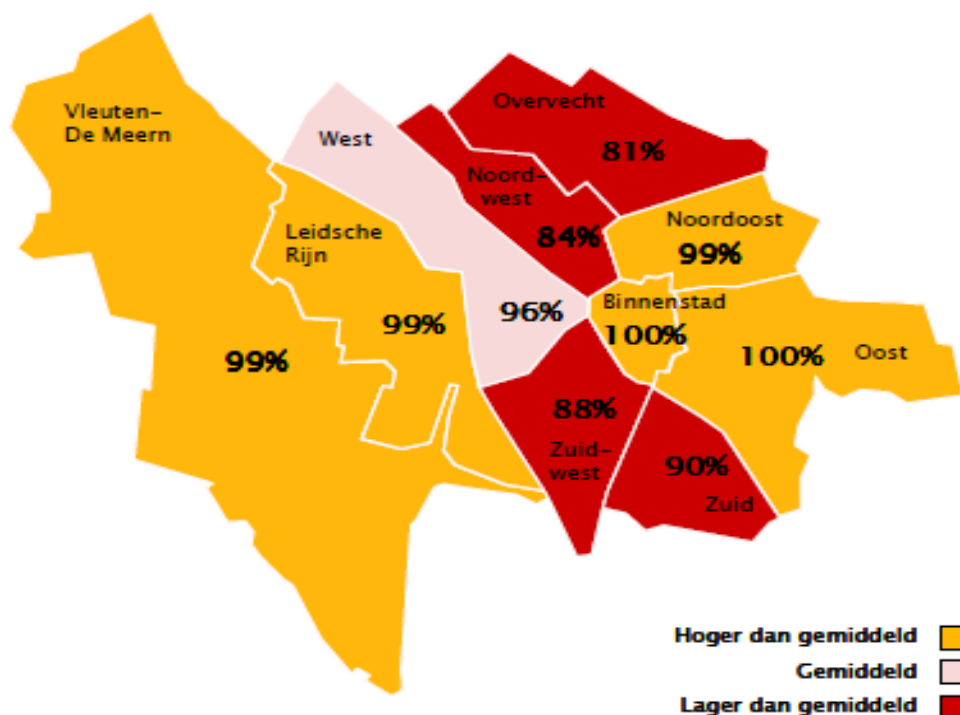 Vleuten-
De Meern
99%
West
96%
Leidsche
Rijn
99%
Overvecht
81%
Noord-
west
84%
Noordoost
99%
Binnenstad
100%
100% Oost
88%
Zuid-
west
90%
Zuid
Hoger dan gemiddeld
Gemiddeld
Lager dan gemiddeld